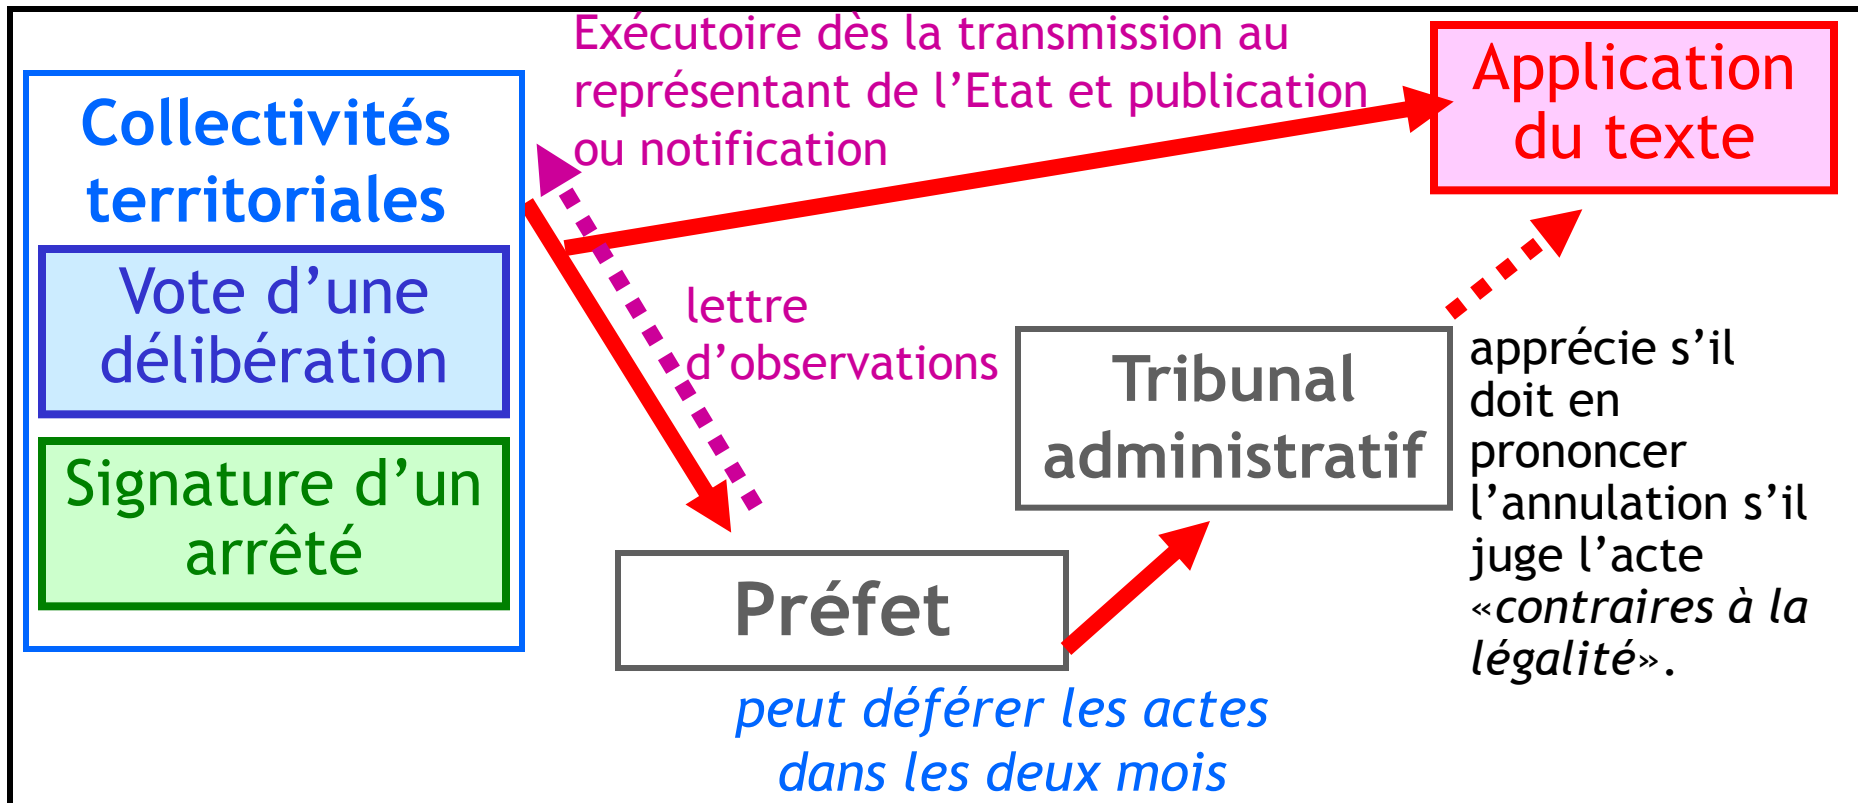 Exécutoire dès la transmission au
représentant de l’Etat et publication
ou notification
Application
du texte
Collectivités
territoriales
Vote d’une
délibération
Signature d’un
arrêté
lettre
d’observations
Tribunal
administratif
apprécie s’il
doit en
prononcer
l’annulation s’il
juge l’acte
«contraires à la
légalité».
Préfet
peut déférer les actes
dans les deux mois